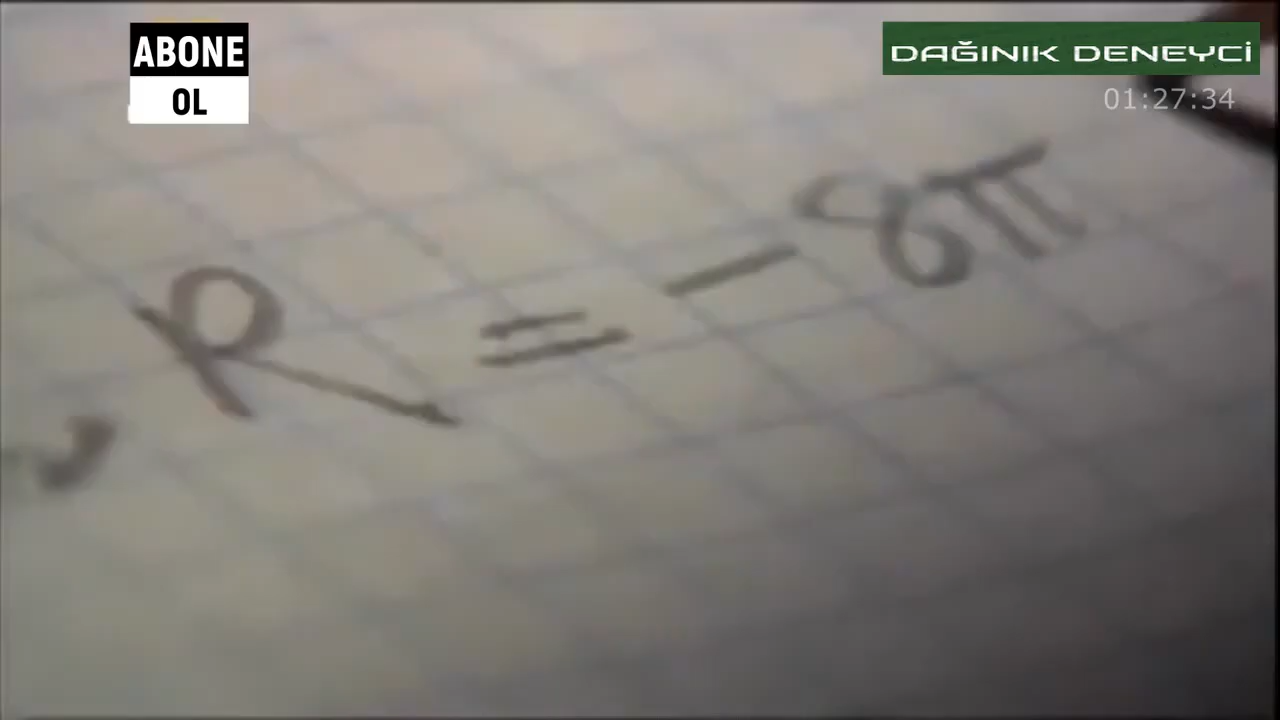 ABONE
OL
DAĞINIK DENEYCİ
01:27:34
R = -8π